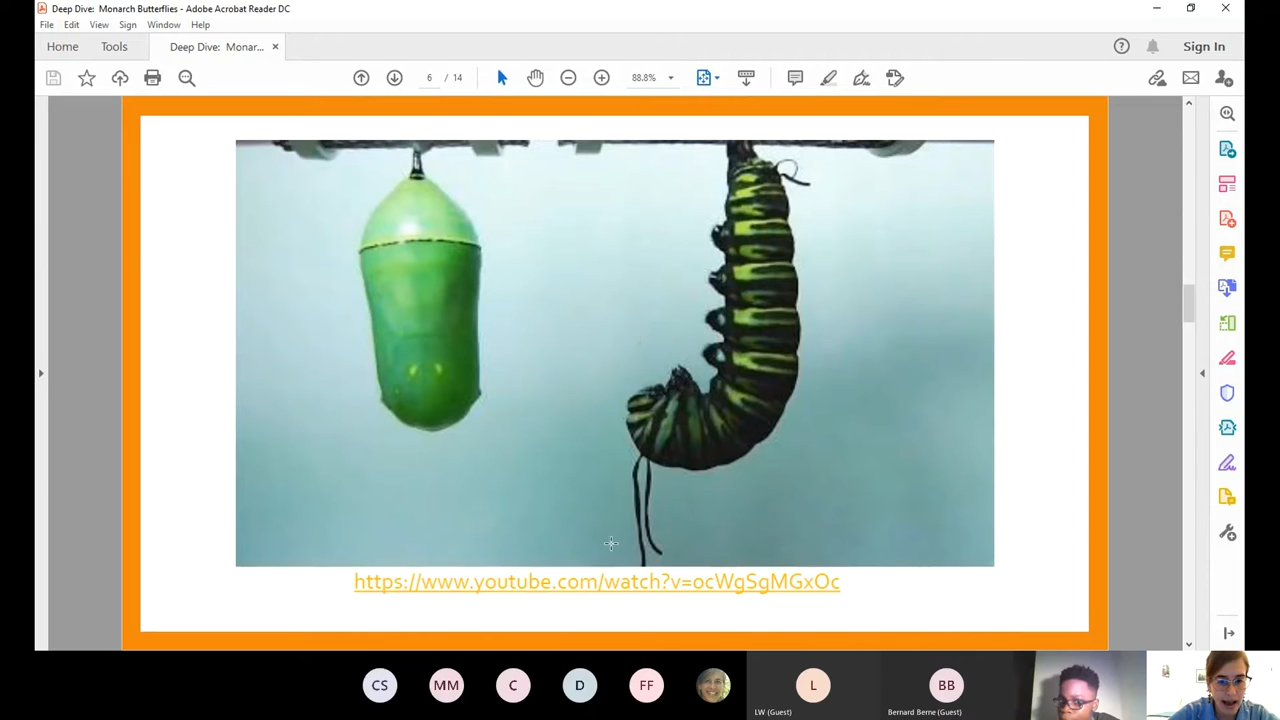 Deep Dive: Monarch Butterflies - Adobe Acrobat Reader DC
File Edit View Sign Window Help
Home Tools Deep Dive: Monar... × Sign In
6 / 14 88.8%
https://www.youtube.com/watch?v=ocWgSgMGxOc
CS MM C D FF L BB
LW (Guest) Bernard Berne (Guest)